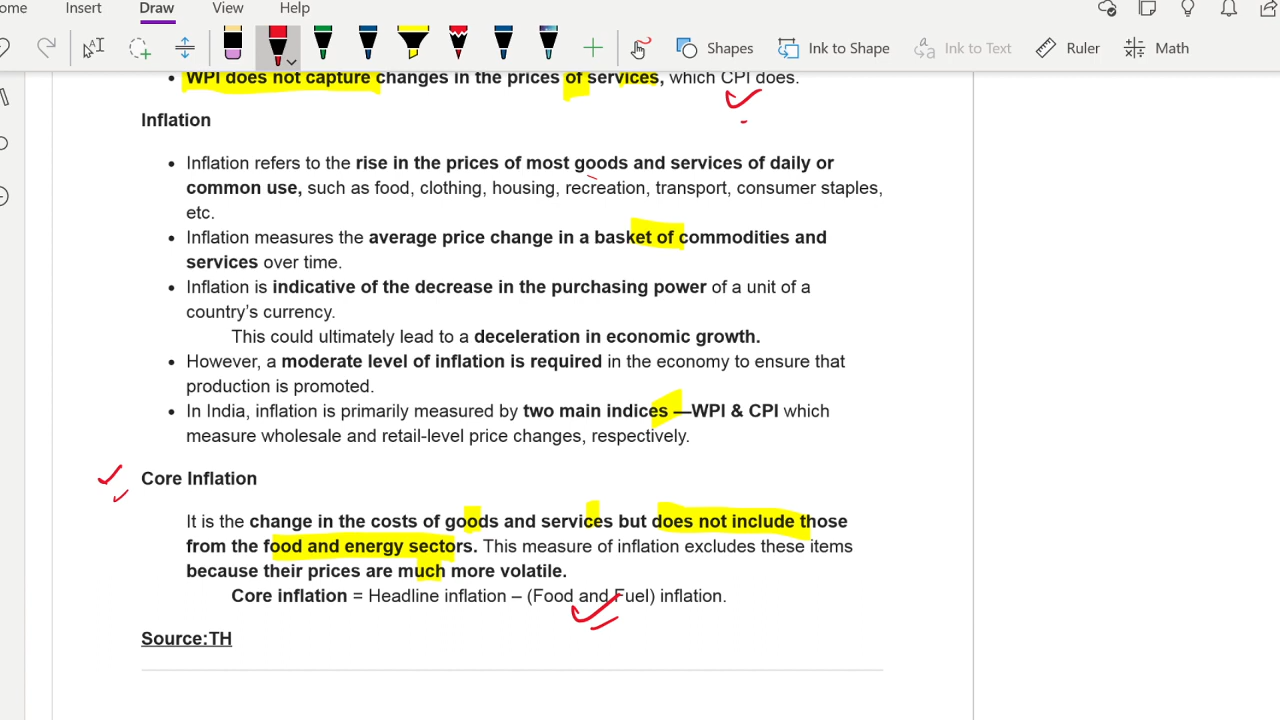 ome Insert Draw View Help
Shapes Ink to Shape Ink to Text Ruler Math
• WPI does not capture changes in the prices of services, which CPI does.
Inflation
• Inflation refers to the rise in the prices of most goods and services of daily or
common use, such as food, clothing, housing, recreation, transport, consumer staples,
etc.
• Inflation measures the average price change in a basket of commodities and
services over time.
• Inflation is indicative of the decrease in the purchasing power of a unit of a
country’s currency.
This could ultimately lead to a deceleration in economic growth.
• However, a moderate level of inflation is required in the economy to ensure that
production is promoted.
• In India, inflation is primarily measured by two main indices —WPI & CPI which
measure wholesale and retail-level price changes, respectively.
Core Inflation
It is the change in the costs of goods and services but does not include those
from the food and energy sectors. This measure of inflation excludes these items
because their prices are much more volatile.
Core inflation = Headline inflation – (Food and Fuel) inflation.
Source:TH